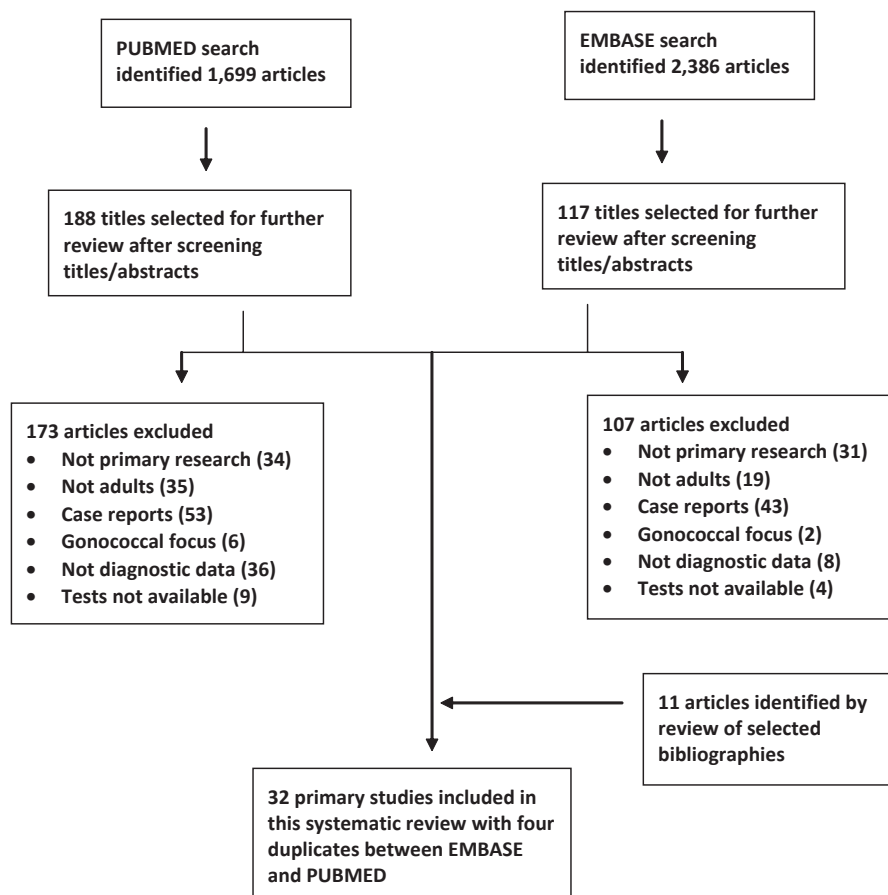 PUBMED search
identified 1,699 articles
EMBASE search
identified 2,386 articles
188 titles selected for further
review after screening
titles/abstracts
117 titles selected for further
review after screening
titles/abstracts
173 articles excluded
• Not primary research (34)
• Not adults (35)
• Case reports (53)
• Gonococcal focus (6)
• Not diagnostic data (36)
• Tests not available (9)
107 articles excluded
• Not primary research (31)
• Not adults (19)
• Case reports (43)
• Gonococcal focus (2)
• Not diagnostic data (8)
• Tests not available (4)
11 articles identified by
review of selected
bibliographies
32 primary studies included in
this systematic review with four
duplicates between EMBASE
and PUBMED